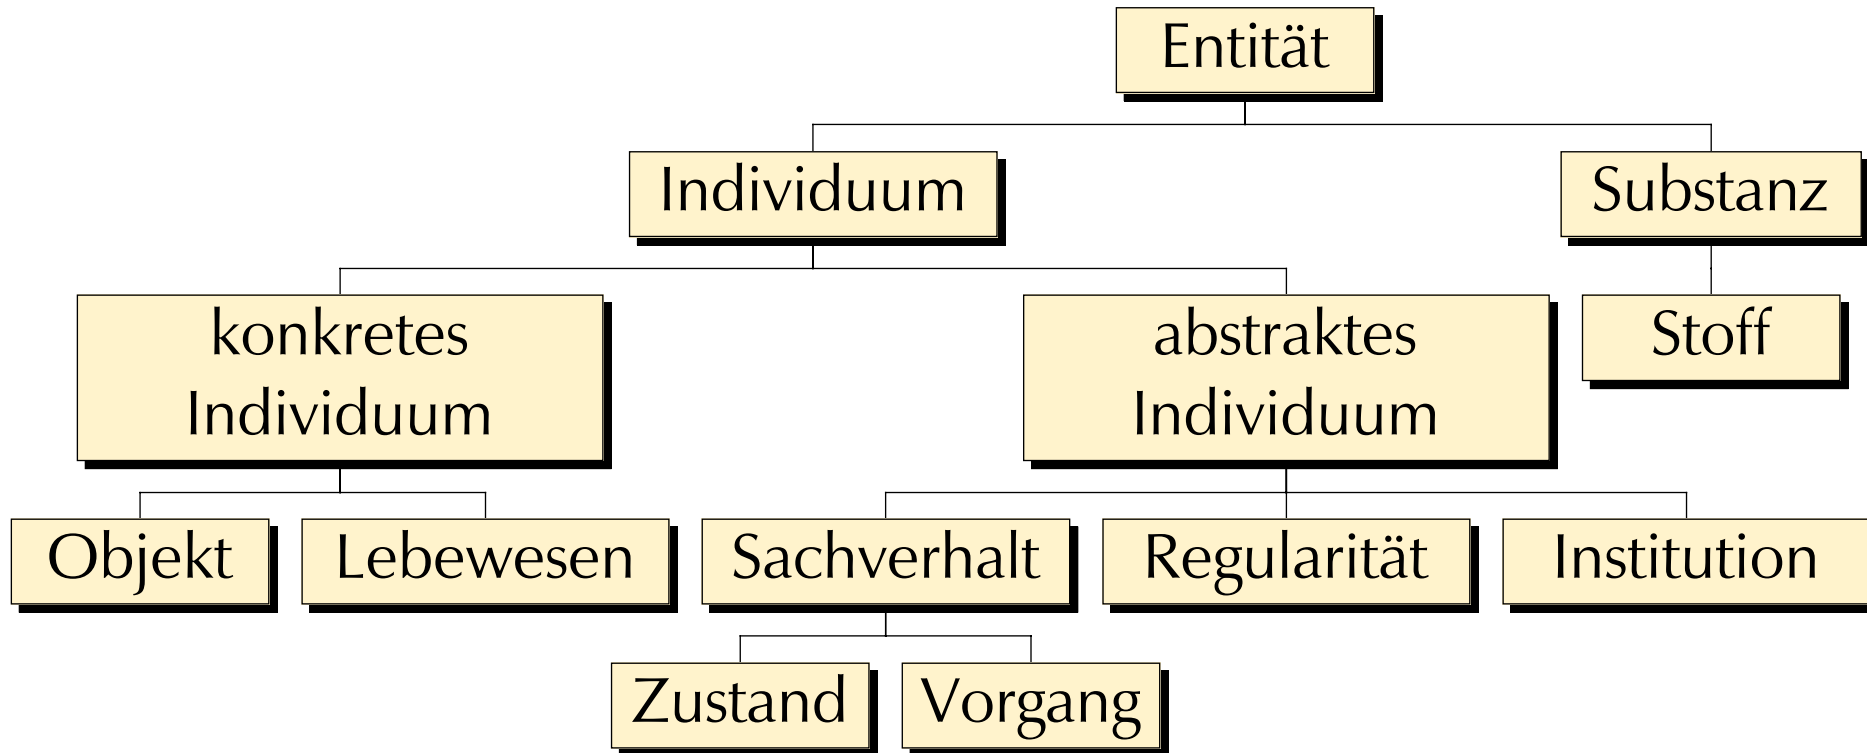 Entität
Individuum
Substanz
konkretes
Individuum
abstraktes
Individuum
Stoff
Objekt
Lebewesen
Sachverhalt
Regularität
Institution
Zustand
Vorgang